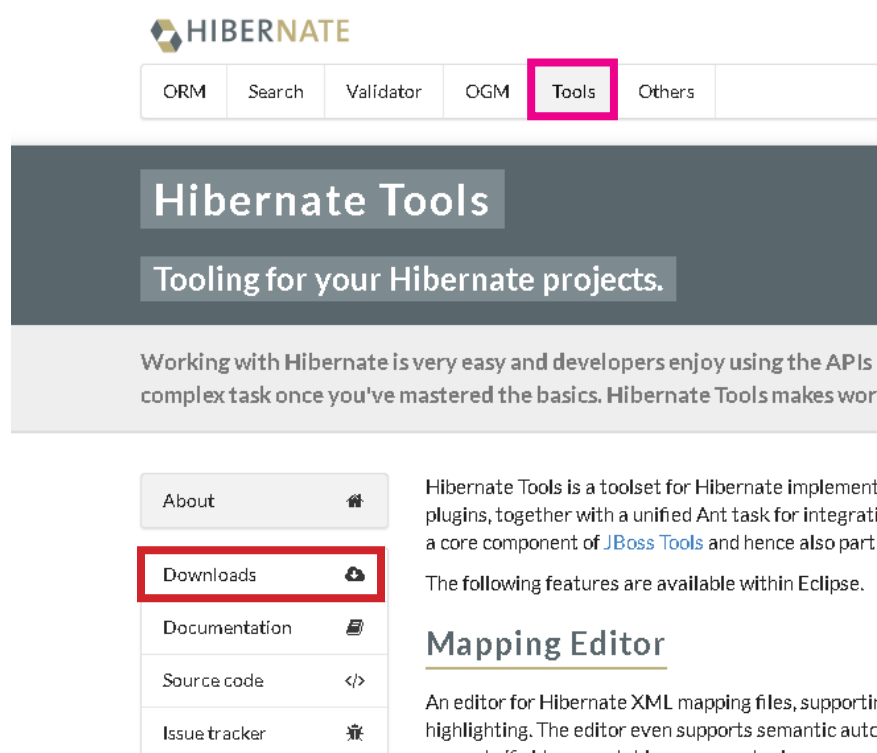 HIBERNATE
ORM Search Validator OGM Tools Others
Hibernate Tools
Tooling for your Hibernate projects.
Working with Hibernate is very easy and developers enjoy using the APIs
complex task once you've mastered the basics. Hibernate Tools makes wor
About
Downloads
Documentation
Source code
</>
Issue tracker
Hibernate Tools is a toolset for Hibernate implement
plugins, together with a unified Ant task for integrati
a core component of JBoss Tools and hence also part
The following features are available within Eclipse.
Mapping Editor
An editor for Hibernate XML mapping files, supportin
highlighting. The editor even supports semantic auto